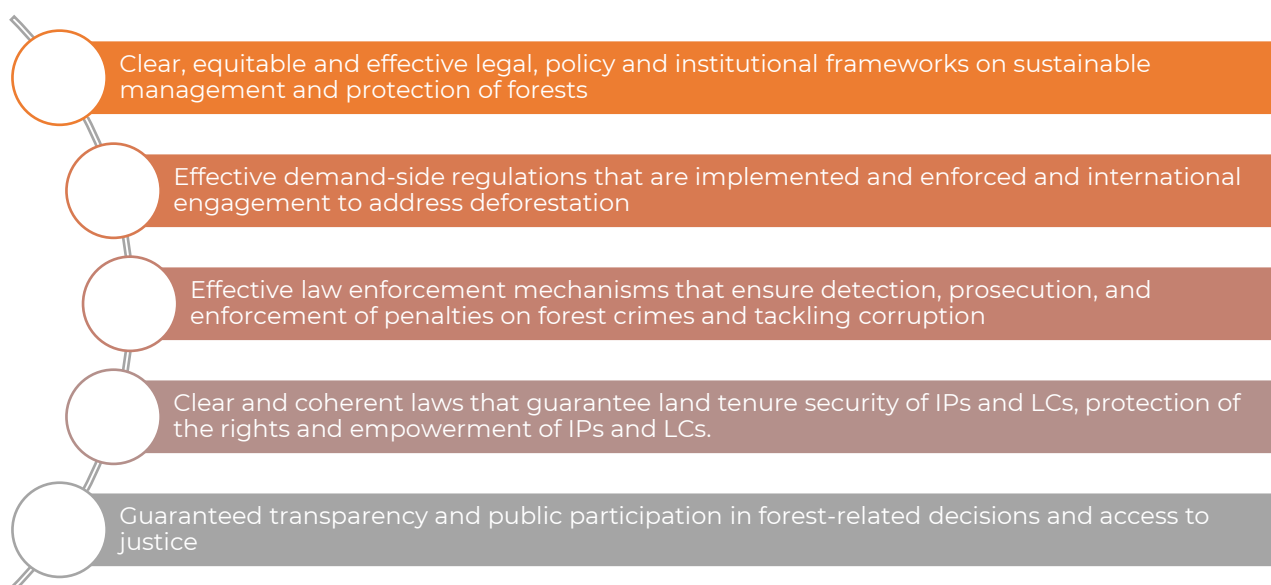 Clear, equitable and effective legal, policy and institutional frameworks on sustainable
management and protection of forests
Effective demand-side regulations that are implemented and enforced and international
engagement to address deforestation
Effective law enforcement mechanisms that ensure detection, prosecution, and
enforcement of penalties on forest crimes and tackling corruption
Clear and coherent laws that guarantee land tenure security of IPs and LCs, protection of
the rights and empowerment of IPs and LCs.
Guaranteed transparency and public participation in forest-related decisions and access to
justice